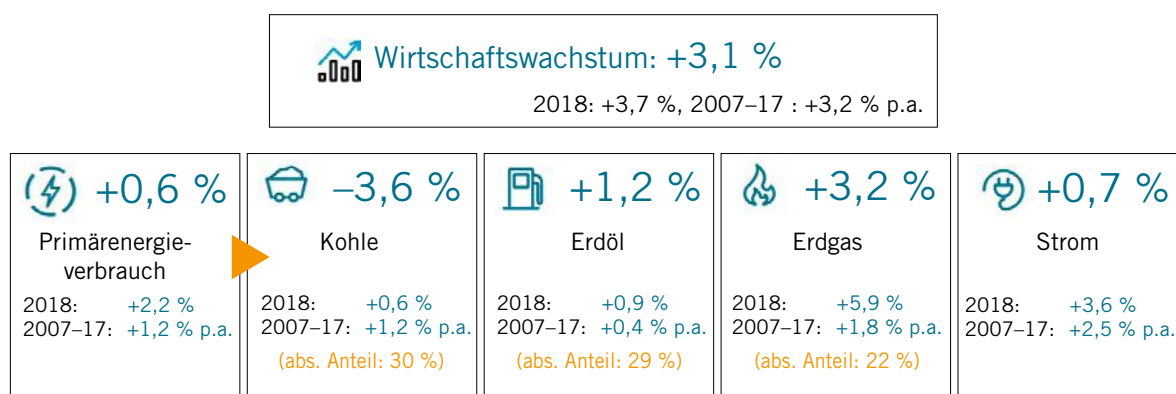 Wirtschaftswachstum: +3,1 %
2018: +3,7 %, 2007–17 : +3,2 % p.a.
+0,6 %
Primärenergie-
verbrauch
2018: +2,2 %
2007–17: +1,2 % p.a.
–3,6 %
Kohle
2018: +0,6 %
2007–17: +1,2 % p.a.
(abs. Anteil: 30 %)
+1,2 %
Erdöl
2018: +0,9 %
2007–17: +0,4 % p.a.
(abs. Anteil: 29 %)
+3,2 %
Erdgas
2018: +5,9 %
2007–17: +1,8 % p.a.
(abs. Anteil: 22 %)
+0,7 %
Strom
2018: +3,6 %
2007–17: +2,5 % p.a.